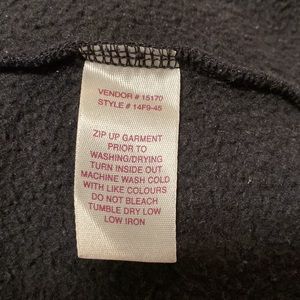 VENDOR # 15170
STYLE # 14F9-45
ZIP UP GARMENT
PRIOR TO
WASHING/DRYING
TURN INSIDE OUT
MACHINE WASH COLD
WITH LIKE COLOURS
DO NOT BLEACH
TUMBLE DRY LOW
LOW IRON